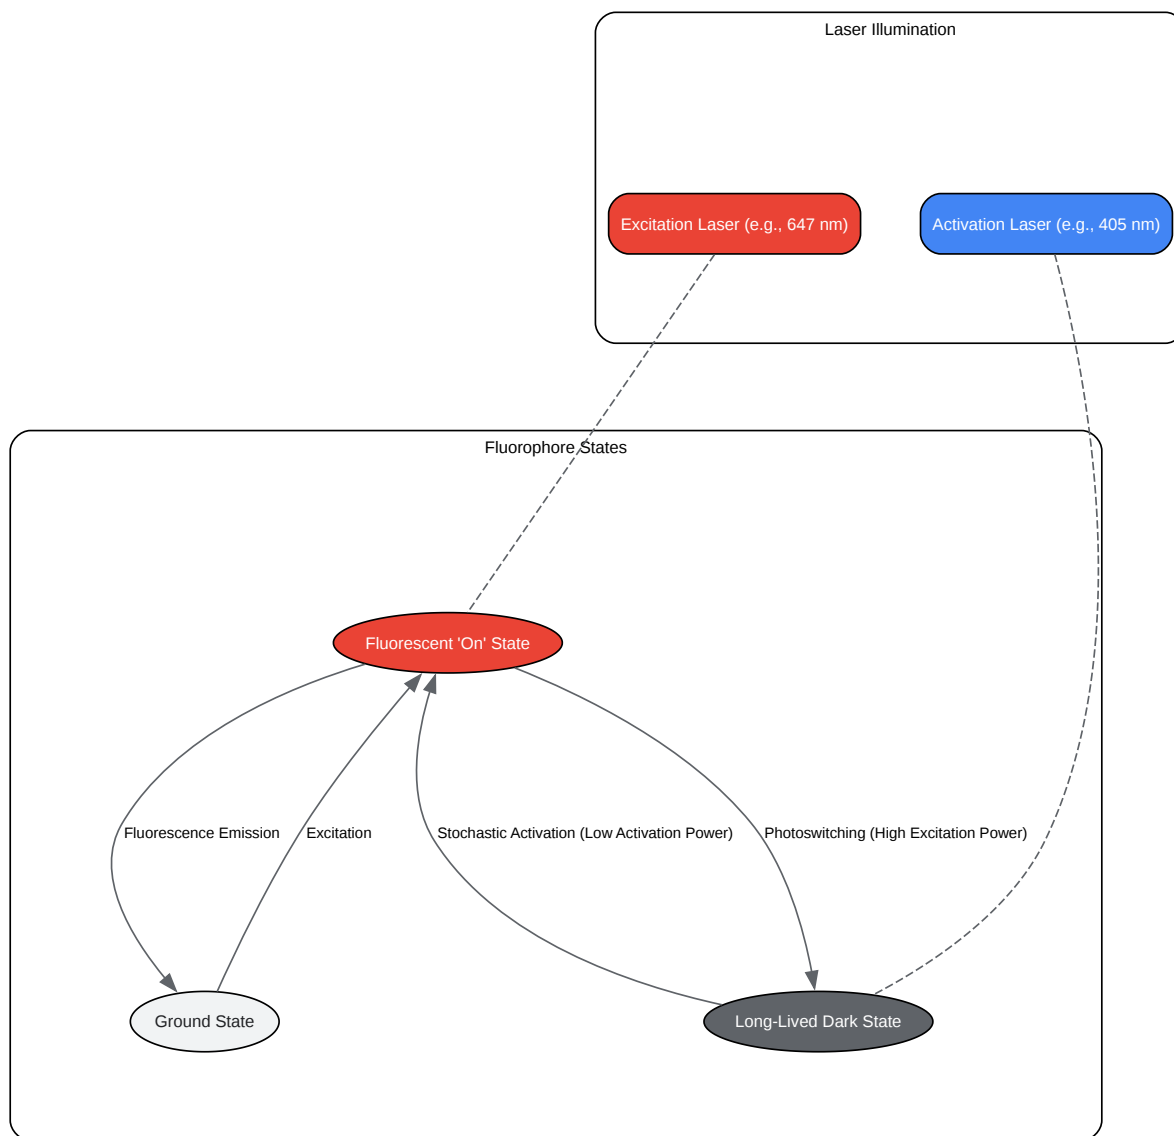 Laser Illumination
Excitation Laser (e.g., 647 nm)
Activation Laser (e.g., 405 nm)
Fluorophore States
Fluorescent 'On' State
Fluorescence Emission
Excitation
Stochastic Activation (Low Activation Power)
Photoswitching (High Excitation Power)
Ground State
Long-Lived Dark State